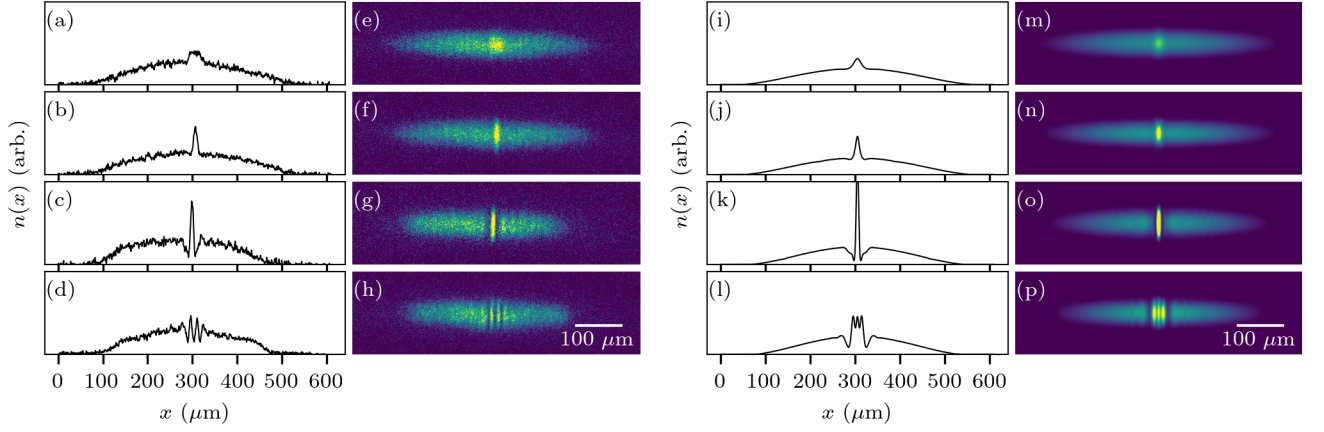 (a)
(b)
(c)
(d)
n(x) (arb.)
0 100 200 300 400 500 600
x (μm)
(e)
(f)
(g)
(h)
100 μm
(i)
(j)
(k)
(l)
n(x) (arb.)
0 100 200 300 400 500 600
x (μm)
(m)
(n)
(o)
(p)
100 μm